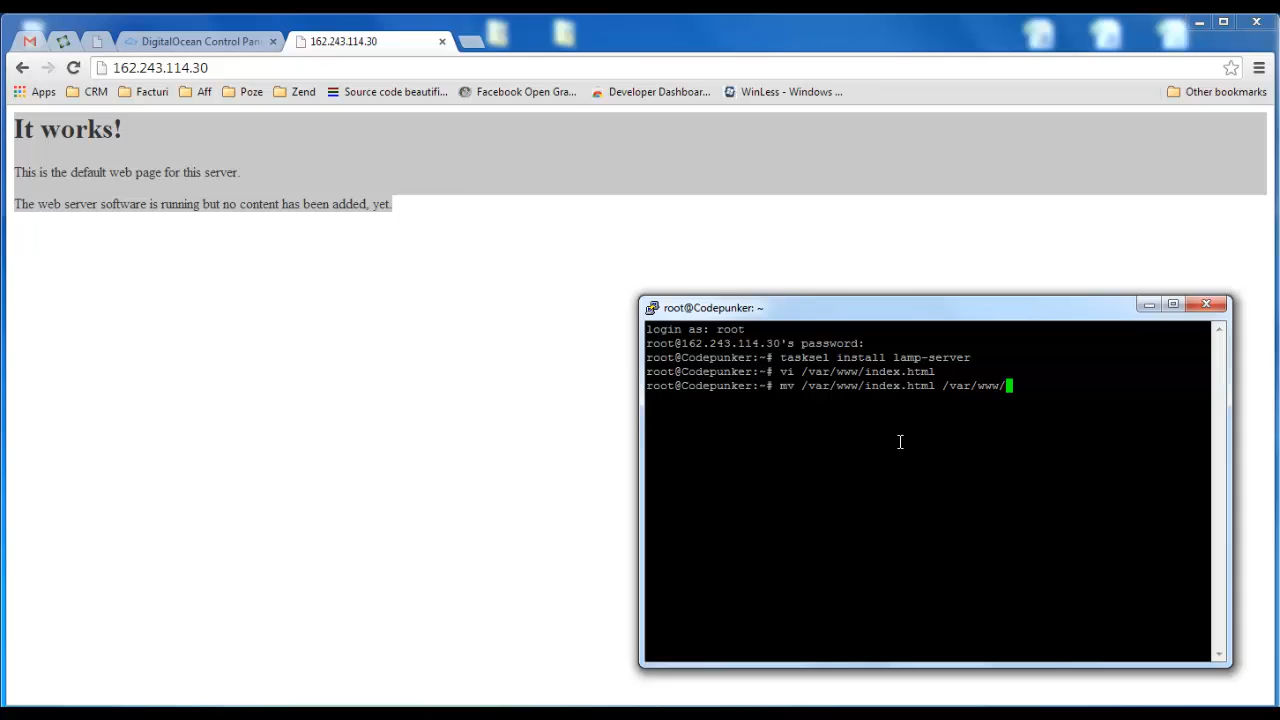 DigitalOcean Control Pan
162.243.114.30
162.243.114.30
Apps CRM Facturi Aff Poze Zend Source code beautifi... Facebook Open Gra... Developer Dashboar... WinLess - Windows ... Other bookmarks
It works!
This is the default web page for this server.
The web server software is running but no content has been added, yet.
root@Codepunker: ~
login as: root
root@162.243.114.30's password:
root@Codepunker:~# tasksel install lamp-server
root@Codepunker:~# vi /var/www/index.html
root@Codepunker:~# mv /var/www/index.html /var/www/